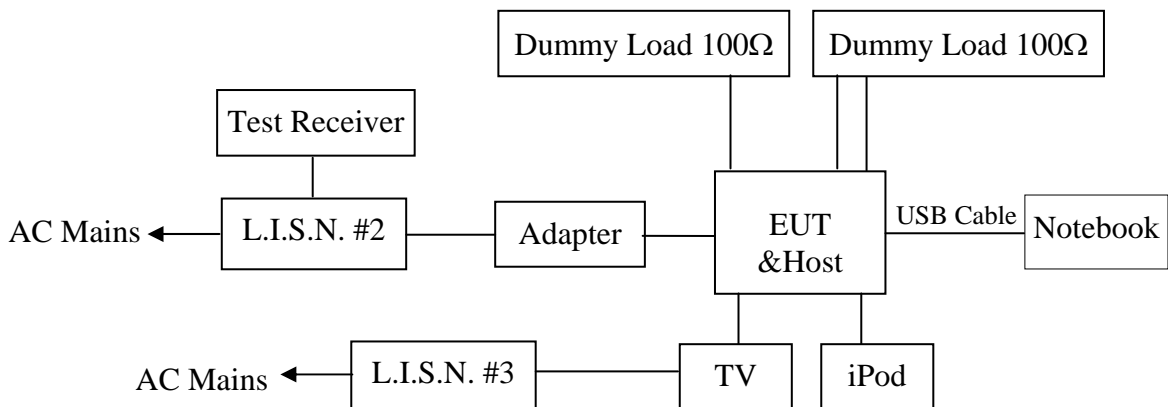 Dummy Load 100Ω
Dummy Load 100Ω
Test Receiver
AC Mains
L.I.S.N. #2
Adapter
EUT
&Host
USB Cable
Notebook
AC Mains
L.I.S.N. #3
TV
iPod